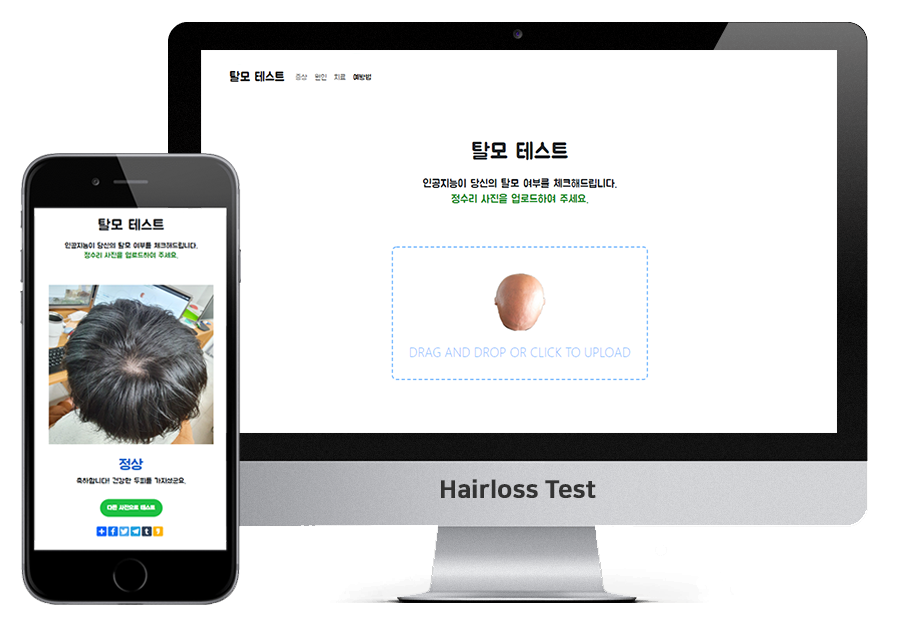 탈모 테스트 증상 원인 치료 예방법
탈모 테스트
인공지능이 당신의 탈모 여부를 체크해드립니다.
정수리 사진을 업로드하여 주세요.
DRAG AND DROP OR CLICK TO UPLOAD
Hairloss Test
탈모 테스트
인공지능이 당신의 탈모 여부를 체크해드립니다.
정수리 사진을 업로드하여 주세요.
정상
축하합니다! 건강한 두피를 가지셨군요.
다른 사진으로 테스트